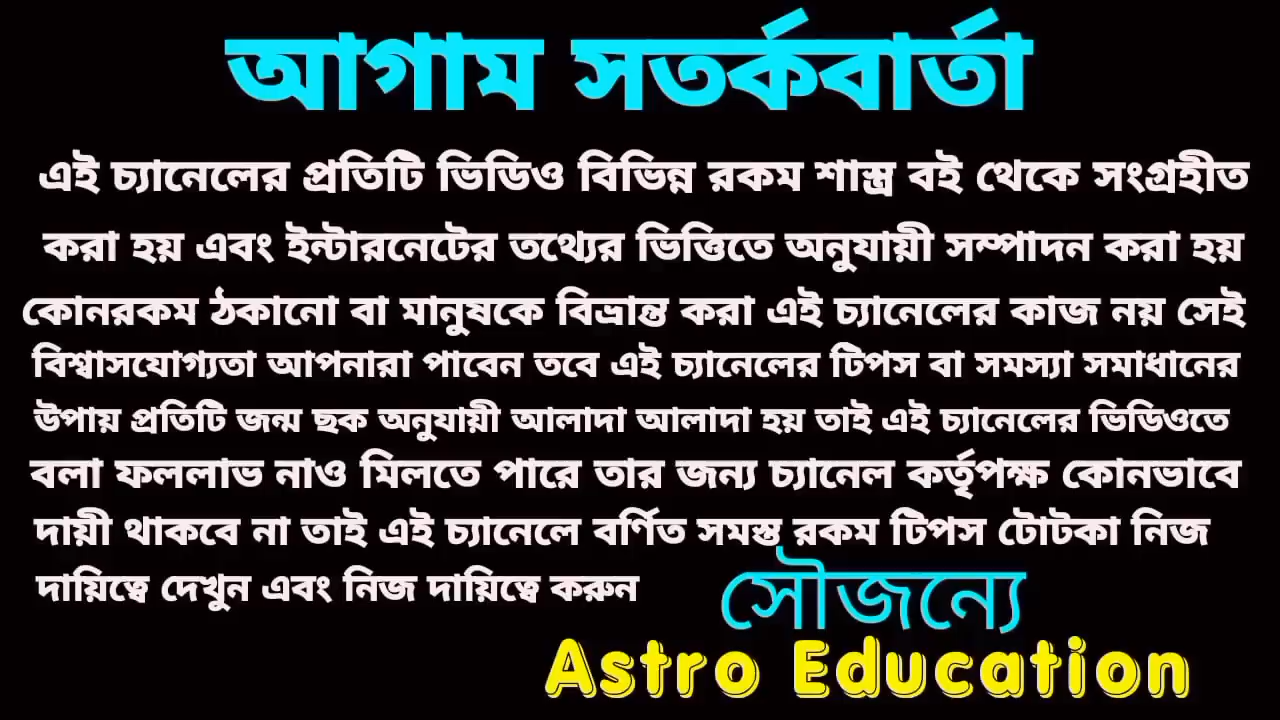 আগাম সতর্কবার্তা
এই চ্যানেলের প্রতিটি ভিডিও বিভিন্ন রকম শাস্ত্র বই থেকে সংগ্রহীত
করা হয় এবং ইন্টারনেটের তথ্যের ভিত্তিতে অনুযায়ী সম্পাদন করা হয়
কোনরকম ঠকানো বা মানুষকে বিভ্রান্ত করা এই চ্যানেলের কাজ নয় সেই
বিশ্বাসযোগ্যতা আপনারা পাবেন তবে এই চ্যানেলের টিপস বা সমস্যা সমাধানের
উপায় প্রতিটি জন্ম ছক অনুযায়ী আলাদা আলাদা হয় তাই এই চ্যানেলের ভিডিওতে
বলা ফললাভ নাও মিলতে পারে তার জন্য চ্যানেল কর্তৃপক্ষ কোনভাবে
দায়ী থাকবে না তাই এই চ্যানেলে বর্ণিত সমস্ত রকম টিপস টোটকা নিজ
দায়িত্বে দেখুন এবং নিজ দায়িত্বে করুন
সৌজন্যে
Astro Education